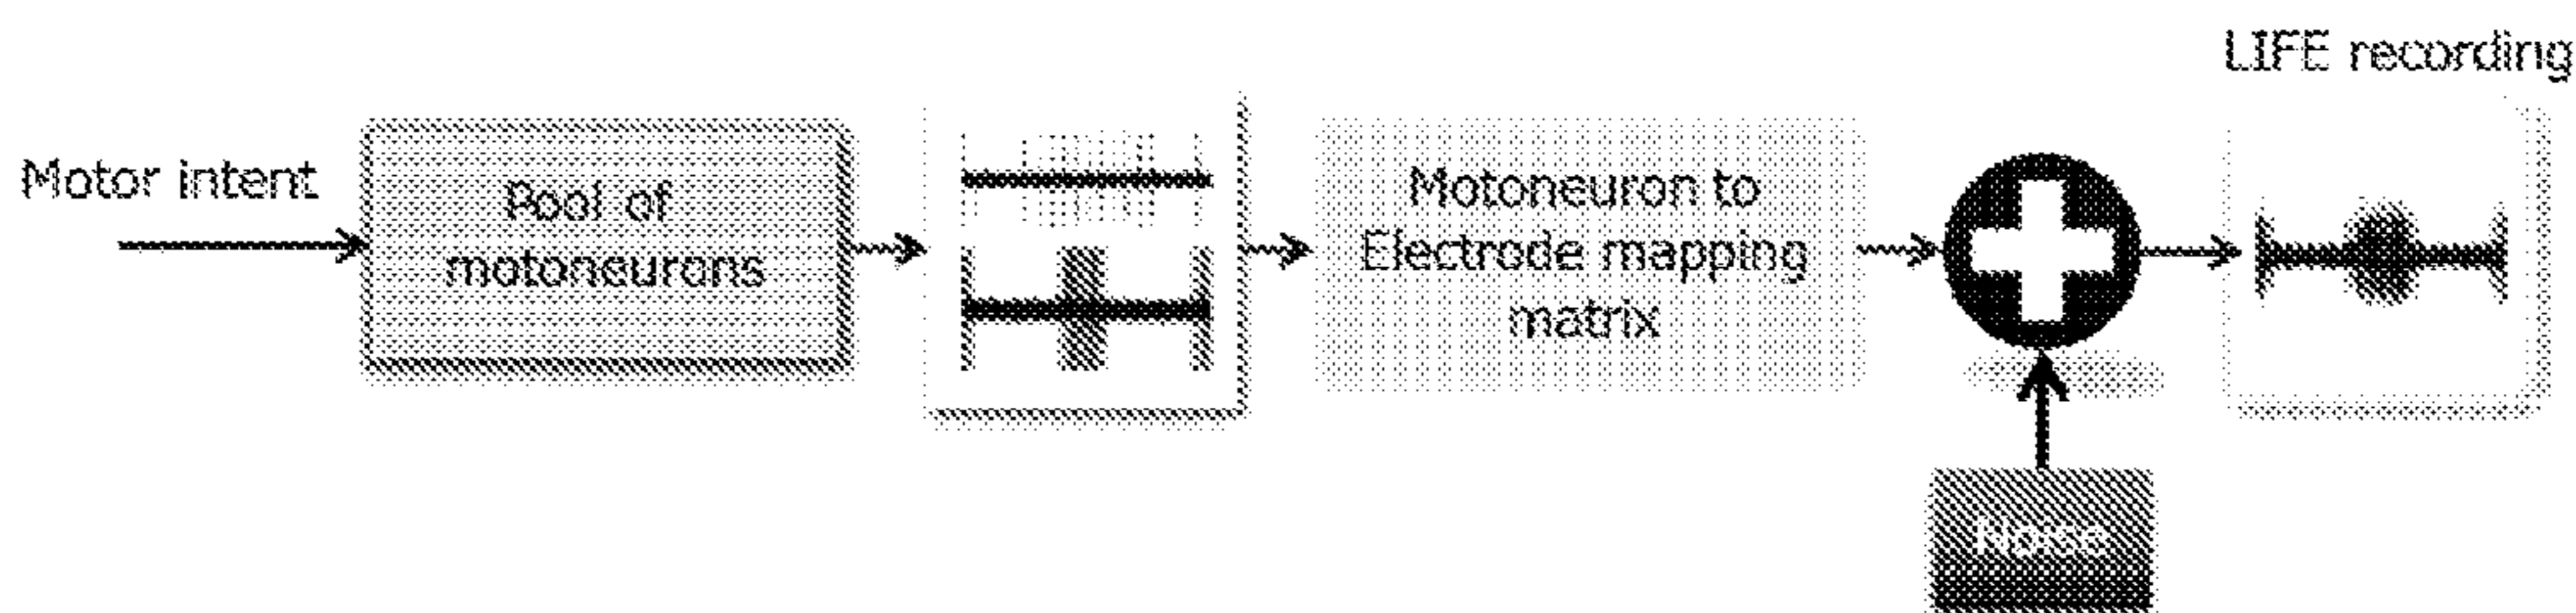 LIFE recording
Motor intent
Pool of
motoneurons
Motoneuron to
Electrode mapping
matrix
Noise